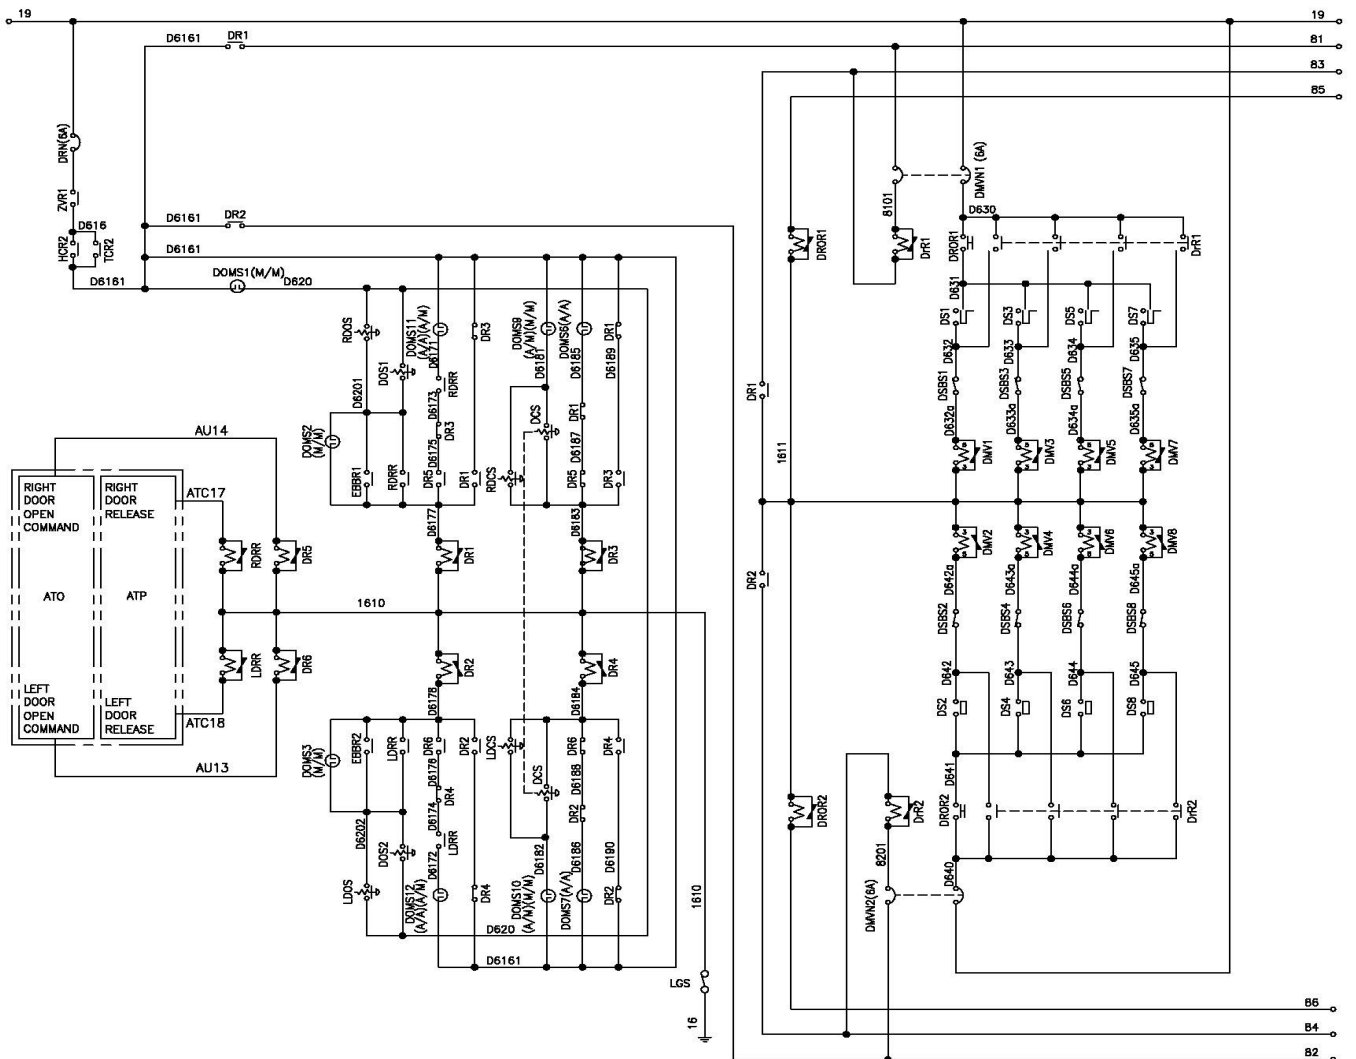 19
19
D6161
DR1
81
83
85
DRN(6A)
DMVN1 (6A)
ZVR1
8101
D616
D6161
DR2
D630
HCR2
TCR2
D6161
DROR1
DrR1
DROR1
DrR1
D6161
DOMS1(M/M)
D620
D631
RDOS
DOS1
DOMS11
(A/A)(A/M)
D6171
DR3
DOMS9
(A/M)(M/M)
D6181
DOMS6(A/A)
D6185
DR1
D6189
DS1
DS3
DS5
DS7
D632
D633
D634
D635
D6201
D6173
RDRR
DCS
DR1
DR1
DSBS1
DSBS3
DSBS5
DSBS7
D632a
D633a
D634a
D635a
DOMS2
(M/M)
DR3
D6175
D6187
AU14
1611
DMV1
DMV3
DMV5
DMV7
EBBR1
RDRR
DR5
DR1
RDCS
DR5
DR3
RIGHT
DOOR
OPEN
COMMAND
RIGHT
DOOR
RELEASE
ATC17
D6177
D6183
RDRR
DR5
DR1
DR3
DMV2
DMV4
DMV6
DMV8
DR2
D642a
D643a
D644a
D645a
ATO
ATP
1610
DSBS2
DSBS4
DSBS6
DSBS8
LDRR
DR6
DR2
DR4
D642
D643
D644
D645
LEFT
DOOR
OPEN
COMMAND
LEFT
DOOR
RELEASE
ATC18
D6178
D6184
DS2
DS4
DS6
DS8
DOMS3
(M/M)
EBBR2
LDRR
DR6
DR2
LDCS
DR6
DR4
AU13
D6176
DR4
D6174
DCS
D6188
DR2
D641
DROR2
DrR2
DROR2
DrR2
D6202
DOS2
LDRR
D6172
D6182
D6186
D6190
8201
D640
LDOS
DOMS12
(A/A)(A/M)
DR4
DOMS10
(A/M)(M/M)
DOMS7(A/A)
DR2
DMVN2(6A)
1610
D620
D6161
LGS
16
86
84
82